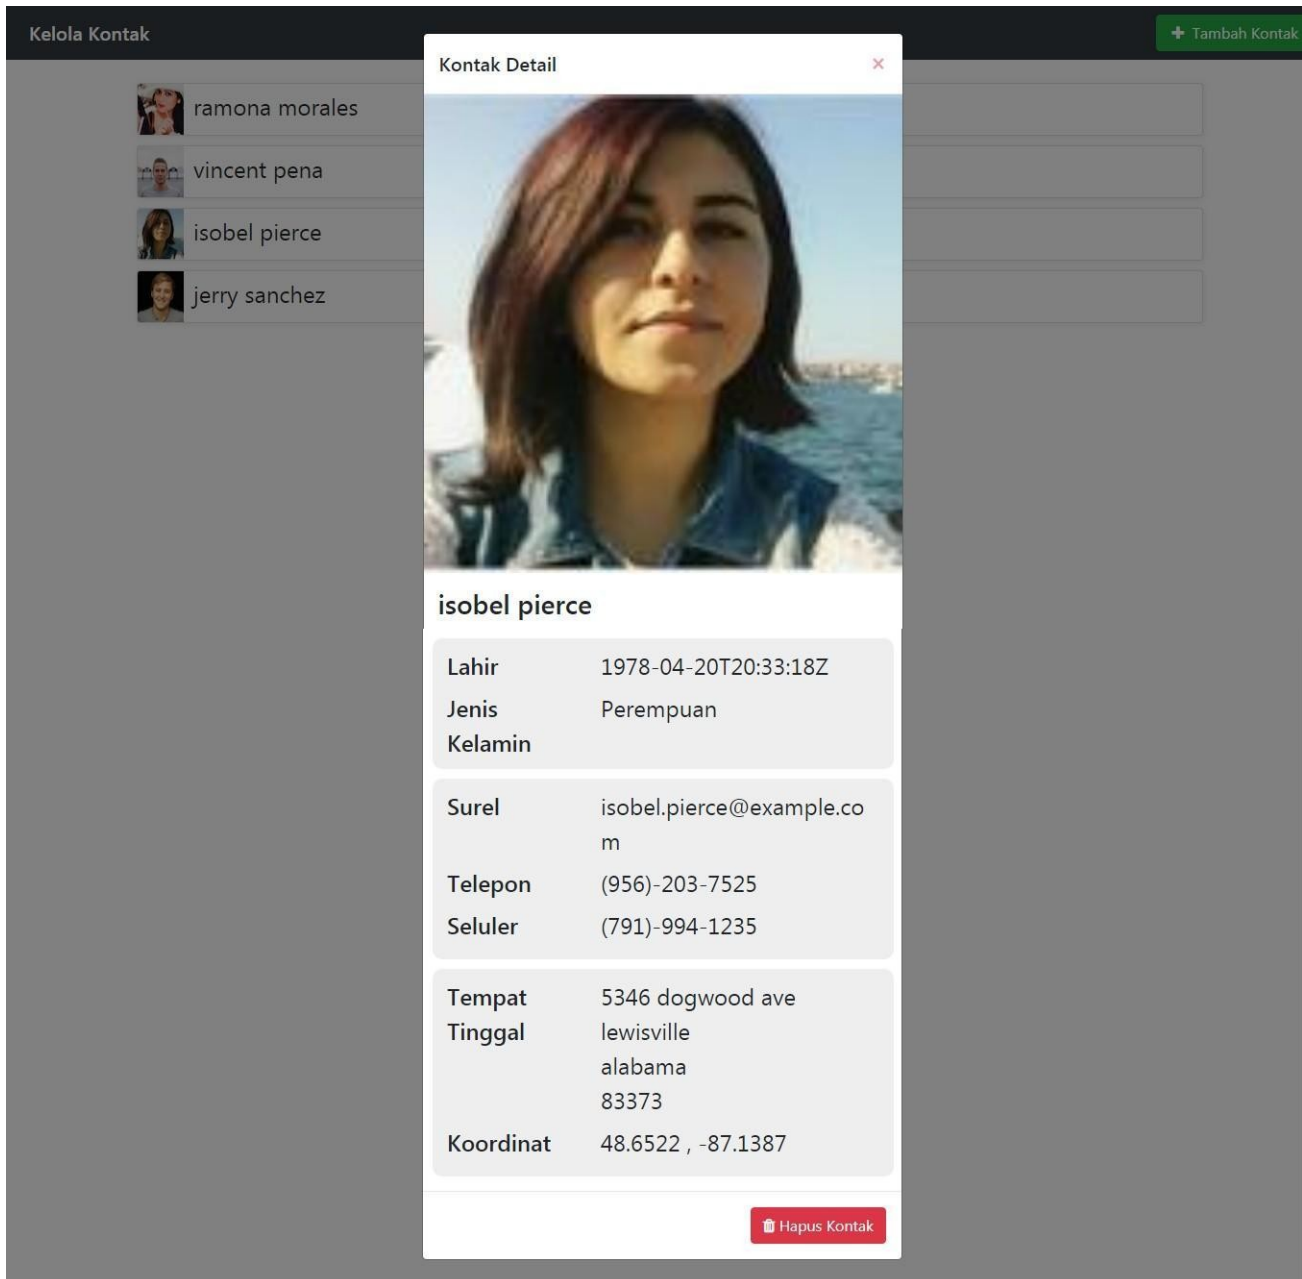 Kelola Kontak
Tambah Kontak
ramona morales
vincent pena
isobel pierce
jerry sanchez
Kontak Detail
×
isobel pierce
Lahir 1978-04-20T20:33:18Z
Jenis Perempuan
Kelamin
Surel isobel.pierce@example.co
m
Telepon (956)-203-7525
Seluler (791)-994-1235
Tempat 5346 dogwood ave
Tinggal lewisville
alabama
83373
Koordinat 48.6522 , -87.1387
Hapus Kontak